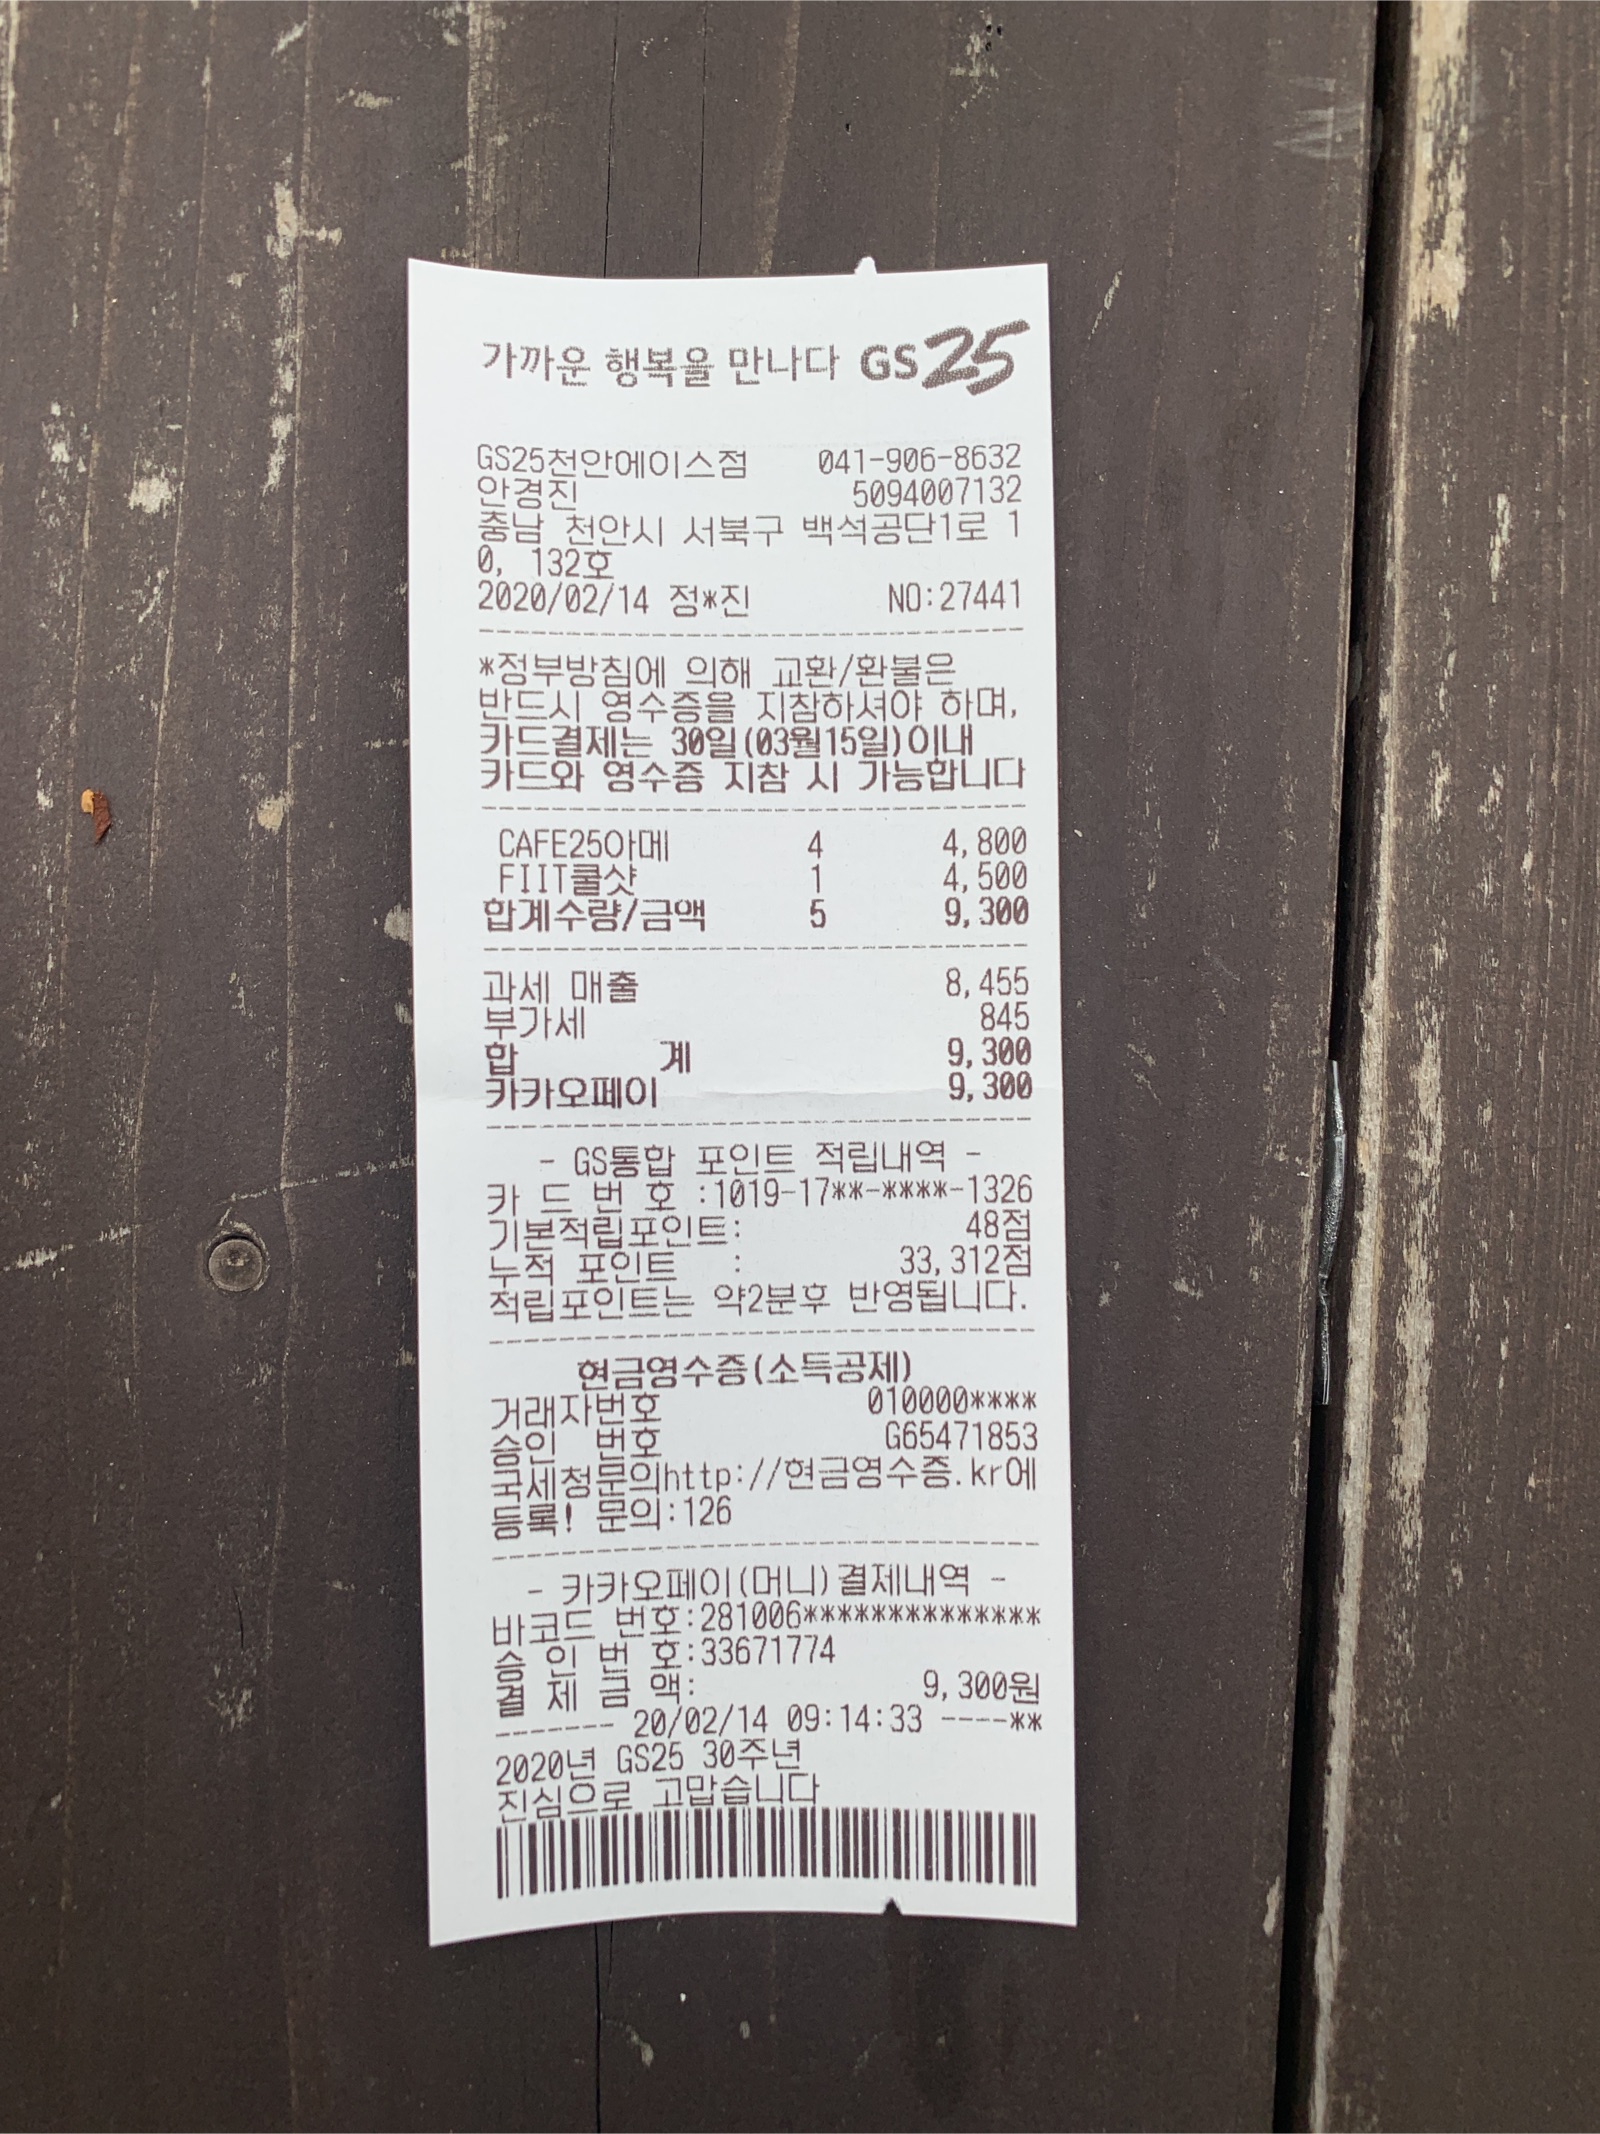 가까운 행복을 만나다 GS25
GS25천안에이스점 041-906-8632
안경진 5094007132
충남 천안시 서북구 백석공단1로 1
0, 132호
2020/02/14 정*진 NO:27441
*정부방침에 의해 교환/환불은
반드시 영수증을 지참하셔야 하며,
카드결제는 30일(03월15일)이내
카드와 영수증 지참 시 가능합니다
CAFE25아메 4 4,800
FIIT쿨샷 1 4,500
합계수량/금액 5 9,300
과세 매출 8,455
부가세 845
합 계 9,300
카카오페이 9,300
- GS통합 포인트 적립내역 -
카 드 번 호 :1019-17**-****-1326
기본적립포인트: 48점
누적 포인트 : 33,312점
적립포인트는 약2분후 반영됩니다.
현금영수증(소득공제)
거래자번호 010000****
승인 번호 G65471853
국세청문의http://현금영수증.kr에
등록! 문의:126
- 카카오페이(머니)결제내역 -
바코드 번호:281006**************
승 인 번 호:33671774
결 제 금 액: 9,300원
------- 20/02/14 09:14:33 ----**
2020년 GS25 30주년
진심으로 고맙습니다